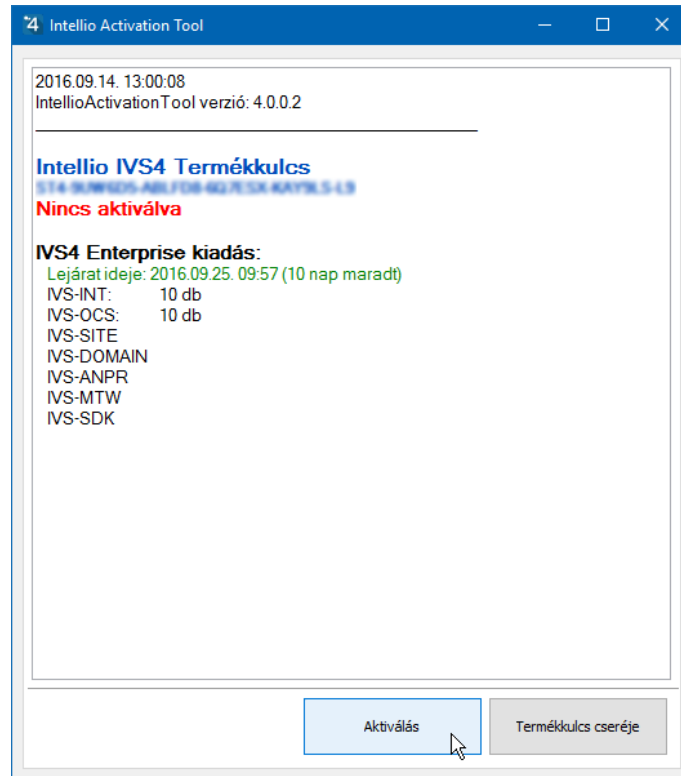 Intellio Activation Tool
2016.09.14. 13:00:08
IntellioActivationTool verzió: 4.0.0.2
Intellio IVS4 Termékkulcs
Nincs aktiválva
IVS4 Enterprise kiadás:
Lejárat ideje: 2016.09.25. 09:57 (10 nap maradt)
IVS-INT: 10 db
IVS-OCS: 10 db
IVS-SITE
IVS-DOMAIN
IVS-ANPR
IVS-MTW
IVS-SDK
Aktiválás Termékkulcs cseréje